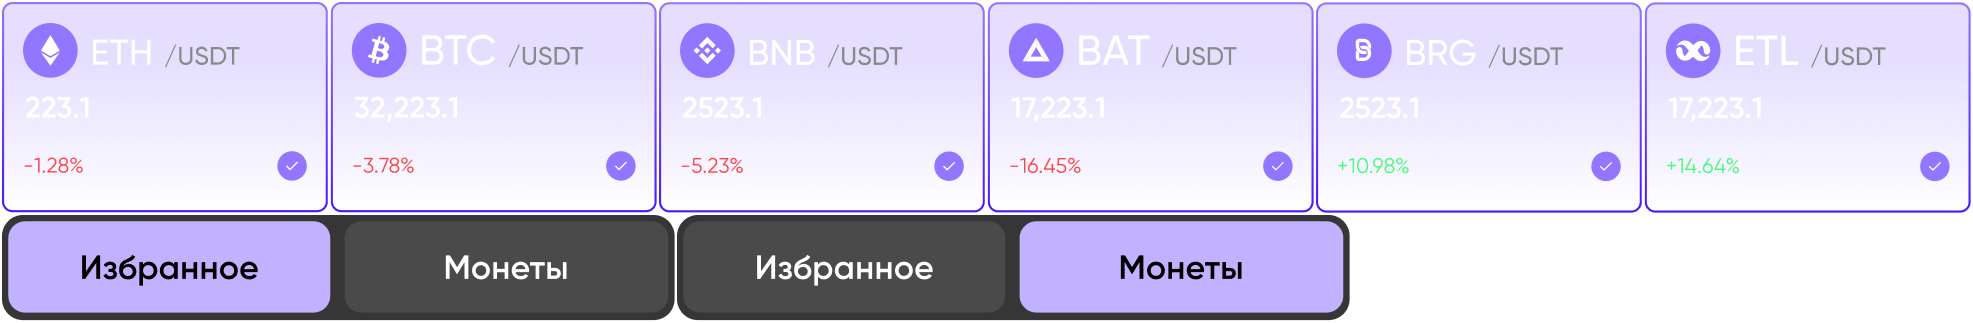 ETH /USDT
223.1
-1.28%
BTC /USDT
32,223.1
-3.78%
BNB /USDT
2523.1
-5.23%
BAT /USDT
17,223.1
-16.45%
BRG /USDT
2523.1
+10.98%
ETL /USDT
17,223.1
+14.64%
Избранное
Монеты
Избранное
Монеты